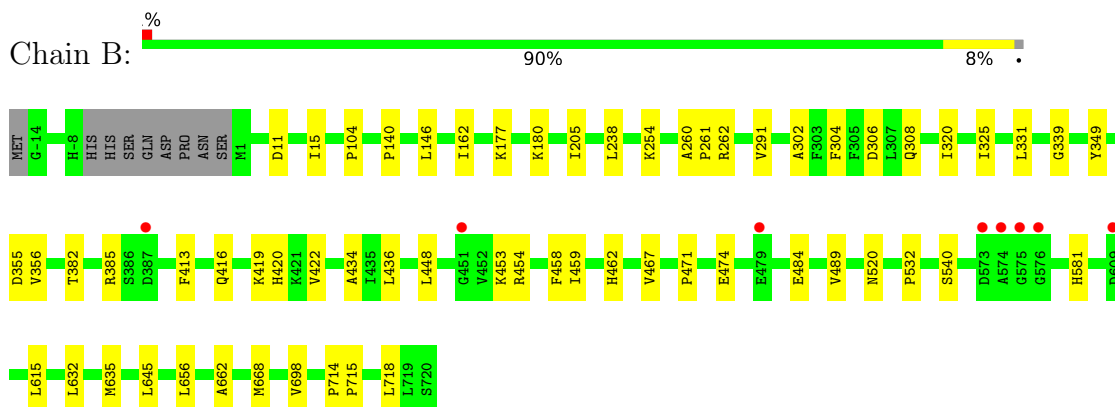 %
Chain B:
90% 8%
MET G-14 H-8 HIS HIS SER GLN ASP PRO ASN SER M1 D11 I15 P104 P140 L146 I162 K177 K180 I205 L238 K254 A260 P261 R262 V291 A302 F303 F304 F305 D306 L307 Q308 I320 I325 L331 G339 Y349
D355 V356 T382 R385 S386 D387 F413 Q416 K419 H420 K421 V422 A434 I435 L436 L448 G451 V452 K453 R454 F458 I459 H462 V467 P471 E474 E479 E484 V489 N520 P532 S540 D573 A574 G575 G576 H581
L615 L632 M635 L645 L656 A662 M668 V698 P714 P715 L718 L719 S720